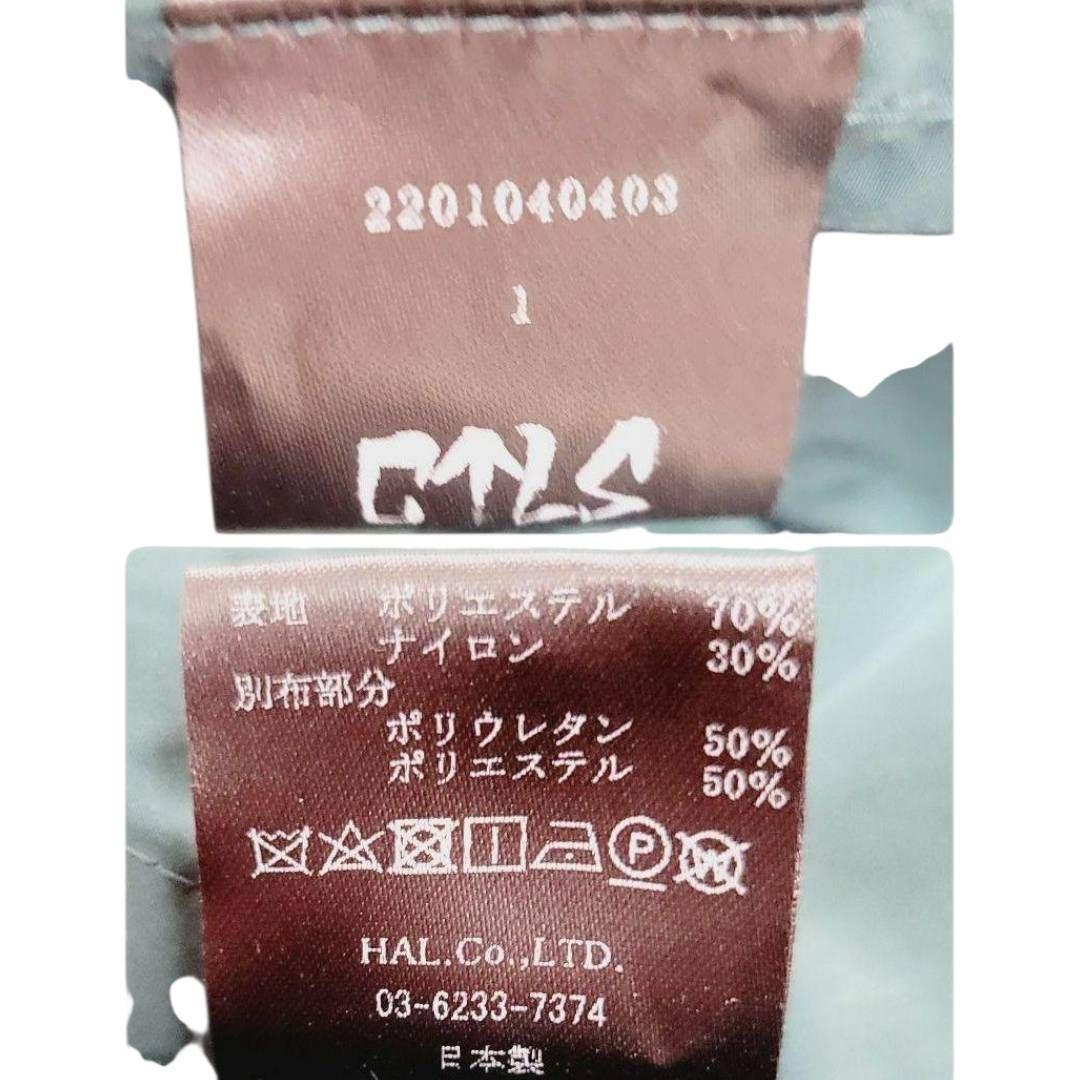 2201040403
1
表地 ポリエステル 70%
ナイロン 30%
別布部分
ポリウレタン 50%
ポリエステル 50%
P
W
HAL.Co.,LTD.
03-6233-7374
日本製